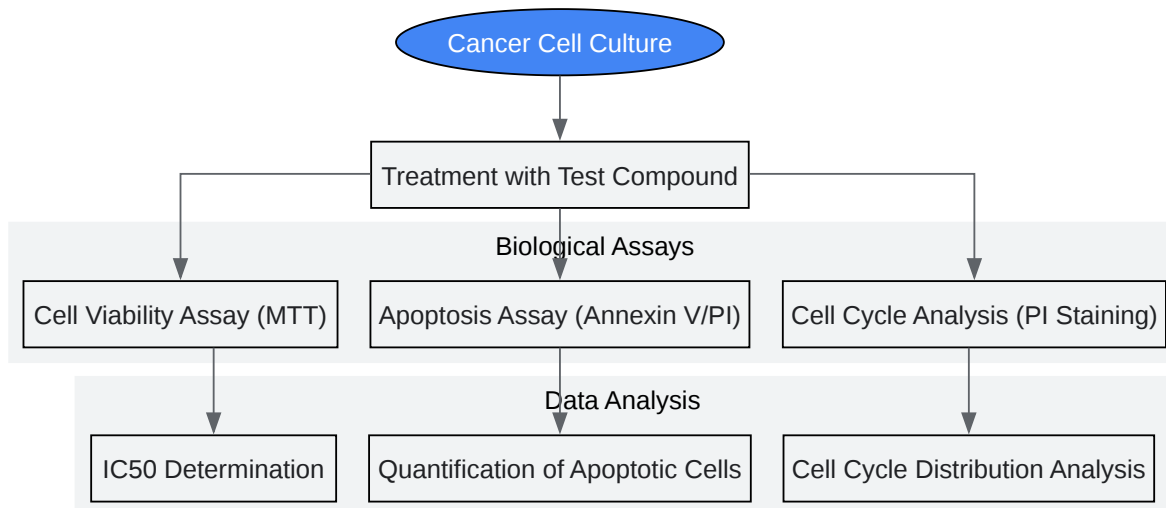 Cancer Cell Culture
Treatment with Test Compound
Biological Assays
Cell Viability Assay (MTT)
Apoptosis Assay (Annexin V/PI)
Cell Cycle Analysis (PI Staining)
Data Analysis
IC50 Determination
Quantification of Apoptotic Cells
Cell Cycle Distribution Analysis